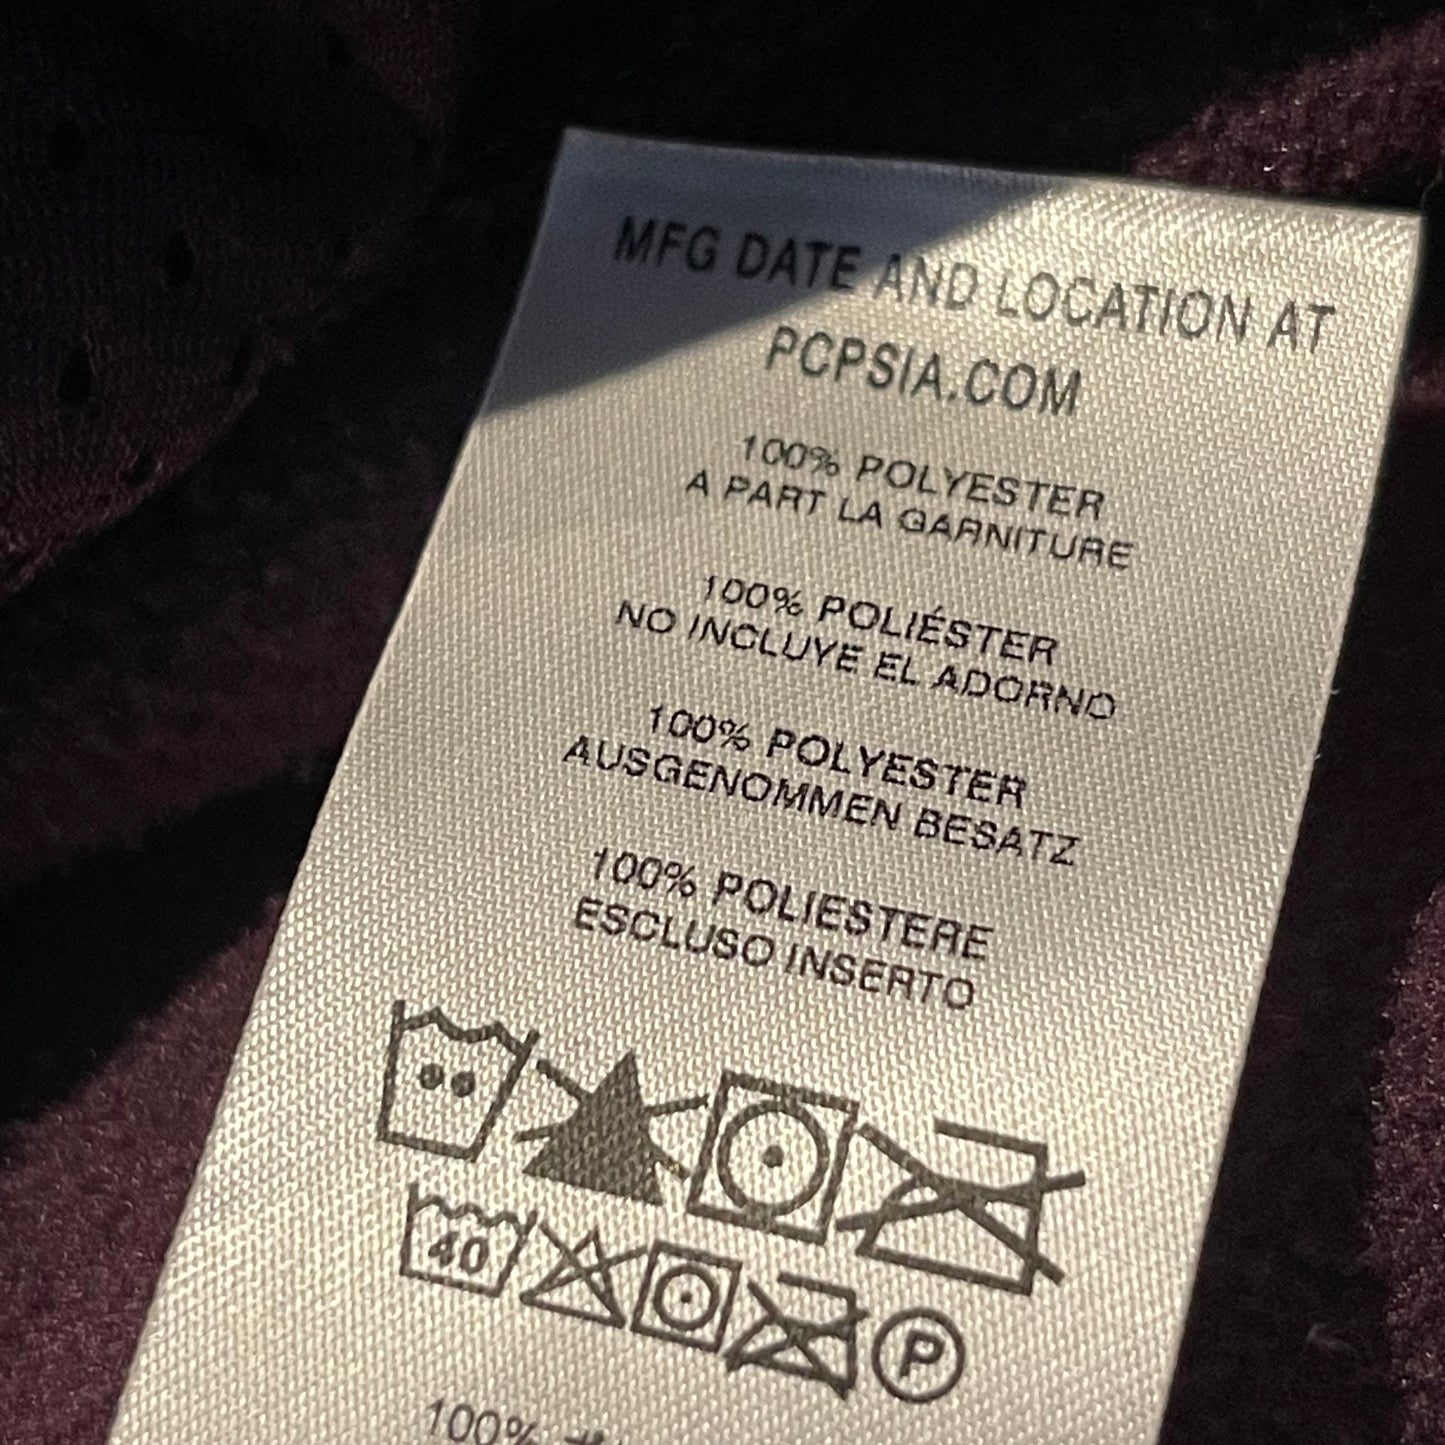 MFG DATE AND LOCATION AT
PCPSIA.COM
100% POLYESTER
A PART LA GARNITURE
100% POLIÉSTER
NO INCLUYE EL ADORNO
100% POLYESTER
AUSGENOMMEN BESATZ
100% POLIESTERE
ESCLUSO INSERTO
40
P
100%